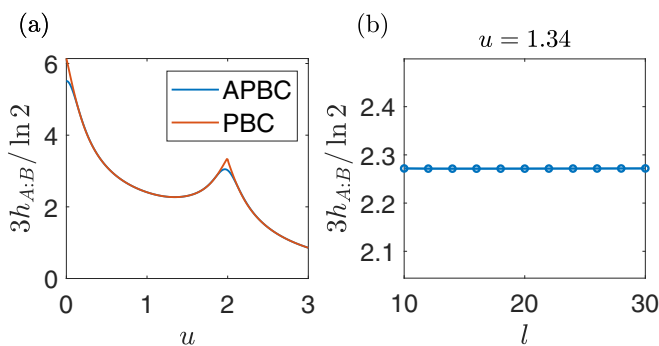 (a)
(b)
u = 1.34
3h_{A:B}/ ln 2
6
4
2
0
APBC
PBC
0 1 2 3
u
3h_{A:B}/ ln 2
2.4
2.3
2.2
2.1
10 20 30
l